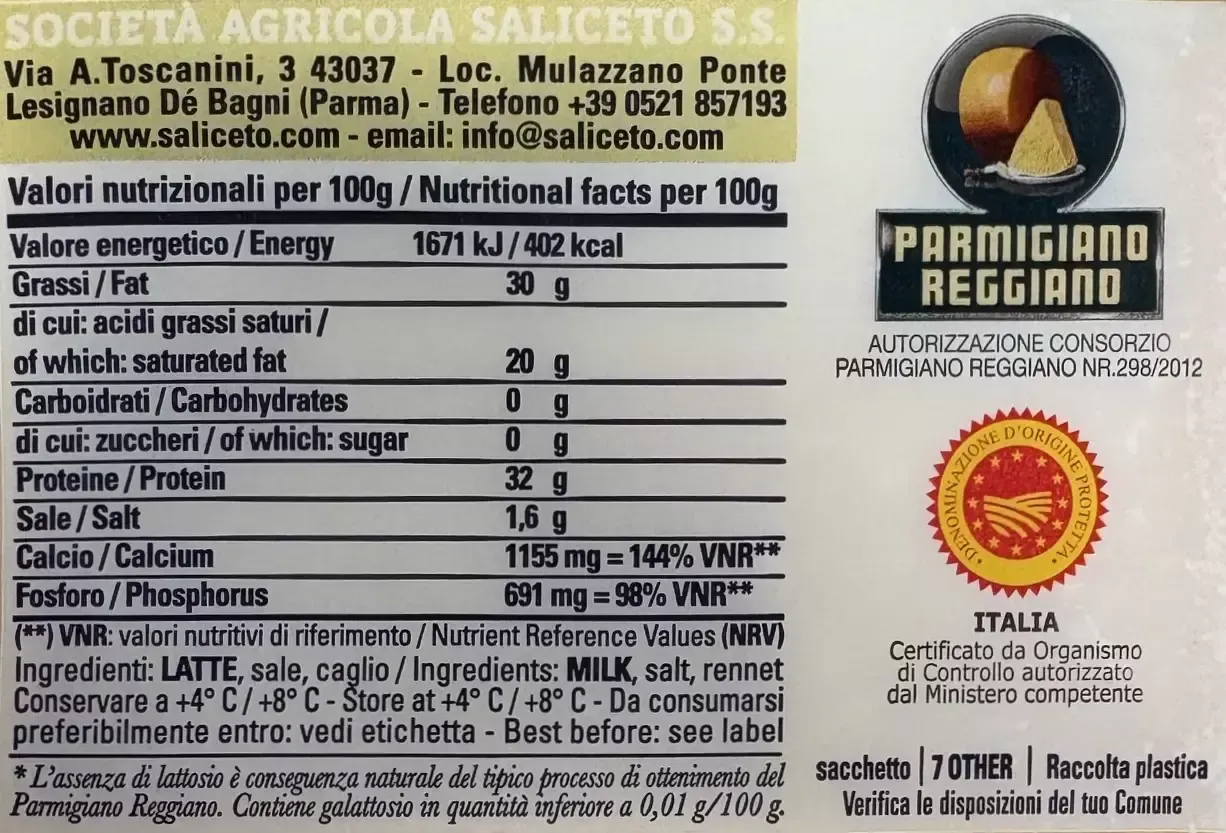 SOCIETÀ AGRICOLA SALICETO S.S.
Via A.Toscanini, 3 43037 - Loc. Mulazzano Ponte
Lesignano Dé Bagni (Parma) - Telefono +39 0521 857193
www.saliceto.com - email: info@saliceto.com
Valori nutrizionali per 100g / Nutritional facts per 100g
Valore energetico / Energy 1671 kJ / 402 kcal
Grassi / Fat 30 g
di cui: acidi grassi saturi /
of which: saturated fat 20 g
Carboidrati / Carbohydrates 0 g
di cui: zuccheri / of which: sugar 0 g
Proteine / Protein 32 g
Sale / Salt 1,6 g
Calcio / Calcium 1155 mg = 144% VNR**
Fosforo / Phosphorus 691 mg = 98% VNR**
(**) VNR: valori nutritivi di riferimento / Nutrient Reference Values (NRV)
Ingredienti: LATTE, sale, caglio / Ingredients: MILK, salt, rennet
Conservare a +4° C / +8° C - Store at +4° C / +8° C - Da consumarsi
preferibilmente entro: vedi etichetta - Best before: see label
* L'assenza di lattosio è conseguenza naturale del tipico processo di ottenimento del
Parmigiano Reggiano. Contiene galattosio in quantità inferiore a 0,01 g/100 g.
PARMIGIANO
REGGIANO
AUTORIZZAZIONE CONSORZIO
PARMIGIANO REGGIANO NR.298/2012
DENOMINAZIONE D'ORIGINE PROTETTA
ITALIA
Certificato da Organismo
di Controllo autorizzato
dal Ministero competente
sacchetto | 7 OTHER | Raccolta plastica
Verifica le disposizioni del tuo Comune